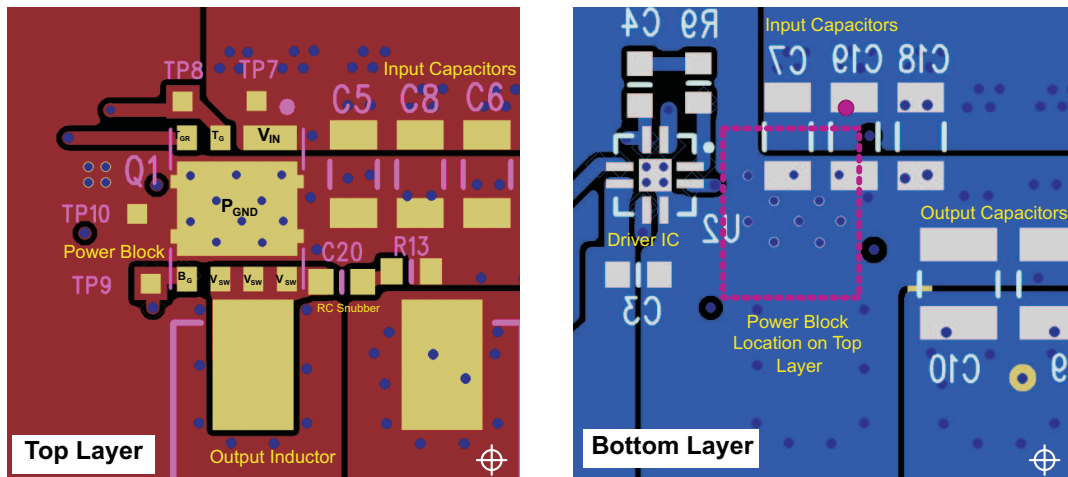 TP8
TP7
Input Capacitors
C5
C8
C6
TGR
TG
VIN
Q1
PGND
TP10
Power Block
C20
R13
TP9
BG
VSW
VSW
VSW
RC Snubber
Output Inductor
Top Layer
C4
R9
Input Capacitors
C7
C19
C18
Driver IC
U2
Output Capacitors
C3
Power Block
Location on Top
Layer
C10
9
Bottom Layer